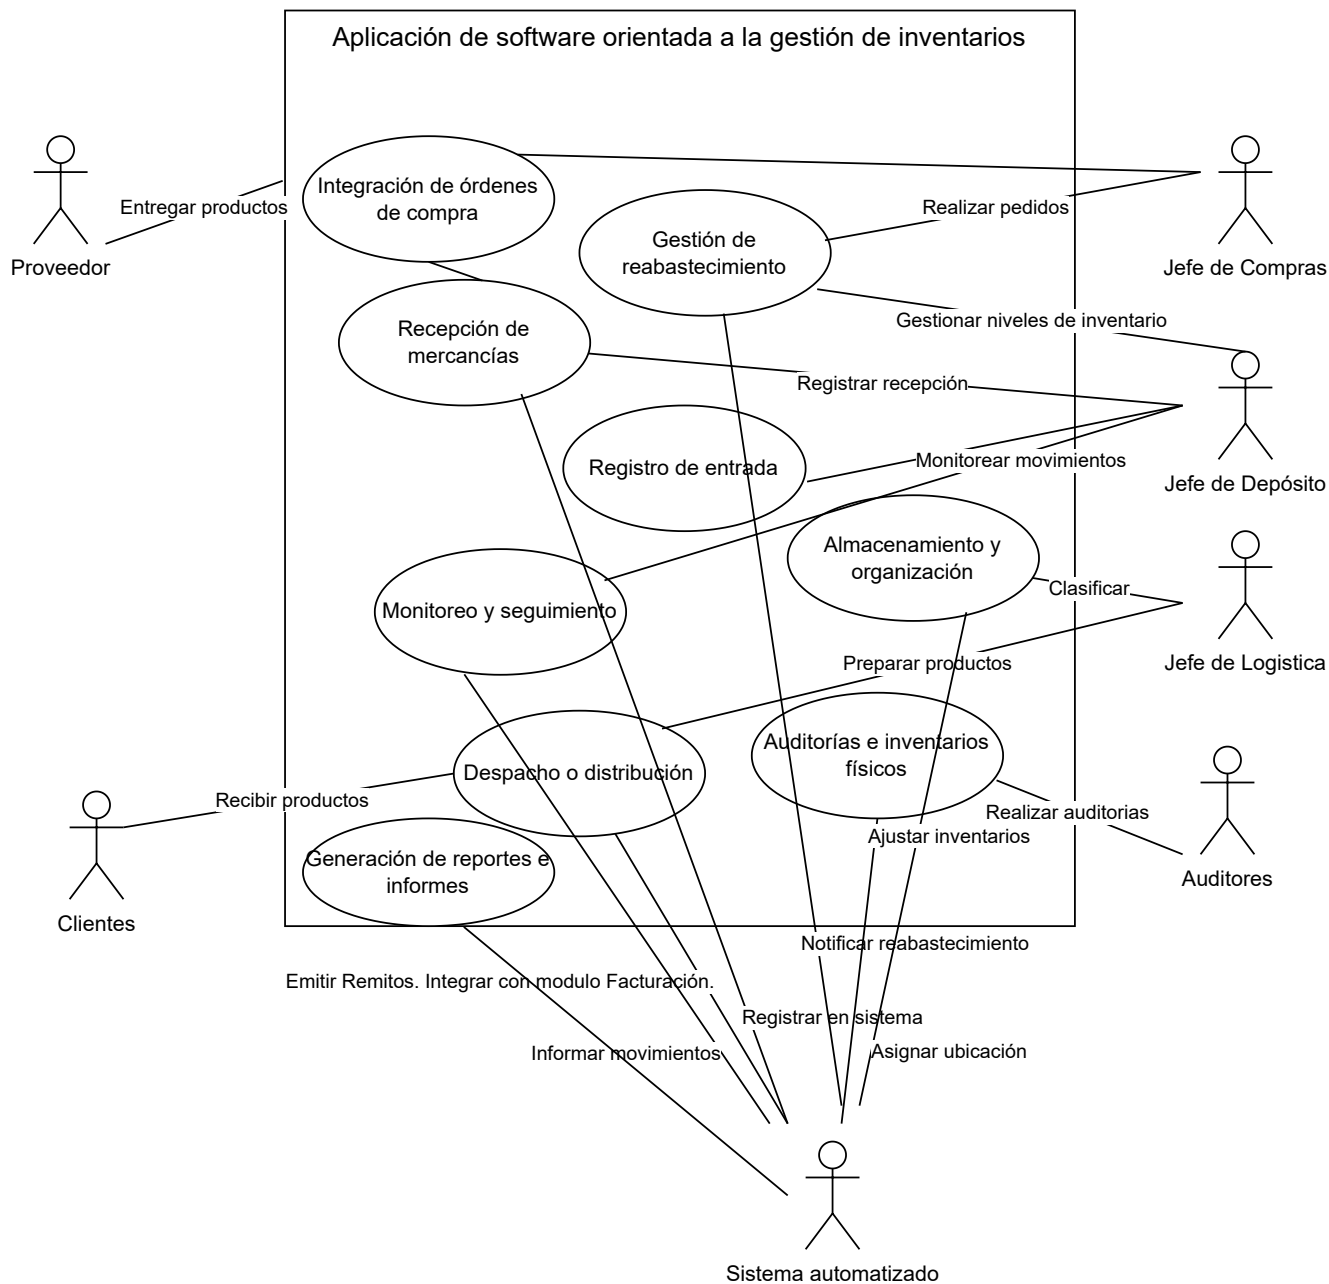 Aplicación de software orientada a la gestión de inventarios
Integración de órdenes
de compra
Entregar productos
Realizar pedidos
Gestión de
reabastecimiento
Proveedor
Jefe de Compras
Gestionar niveles de inventario
Recepción de
mercancías
Registrar recepción
Registro de entrada
Monitorear movimientos
Jefe de Depósito
Almacenamiento y
organización
Clasificar
Monitoreo y seguimiento
Preparar productos
Jefe de Logistica
Auditorías e inventarios
físicos
Despacho o distribución
Recibir productos
Realizar auditorias
Ajustar inventarios
Generación de reportes e
informes
Auditores
Clientes
Notificar reabastecimiento
Emitir Remitos. Integrar con modulo Facturación.
Registrar en sistema
Informar movimientos
Asignar ubicación
Sistema automatizado